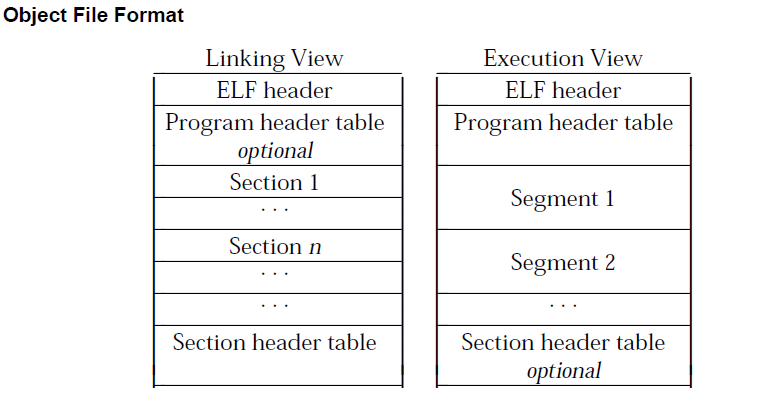 Object File Format
Linking View
ELF header
Program header table
optional
Section 1
. . .
Section n
. . .
. . .
Section header table
Execution View
ELF header
Program header table
Segment 1
Segment 2
. . .
Section header table
optional